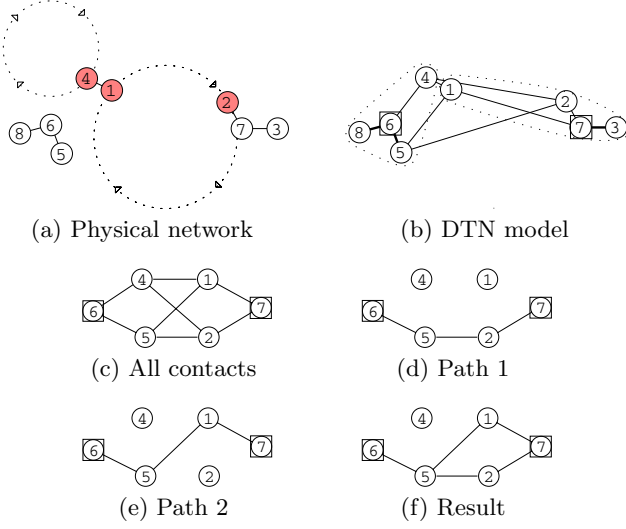 4 1 2 6 8 5 7 3
4 1 2 6 7 3 8 5
(a) Physical network (b) DTN model
4 1 4 1
6 7 6 7
5 2 5 2
(c) All contacts (d) Path 1
4 1 4 1
6 7 6 7
5 2 5 2
(e) Path 2 (f) Result